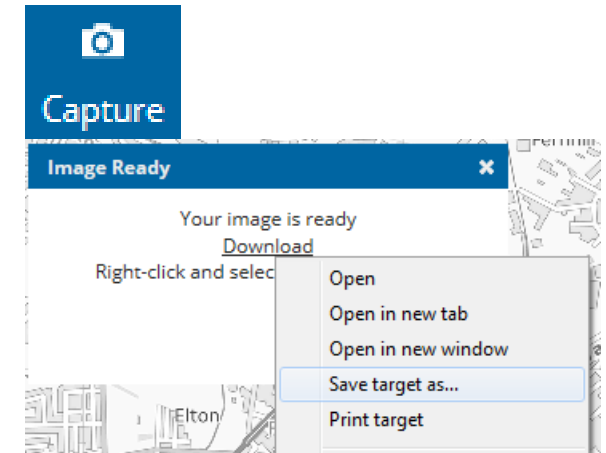 Capture
Fernhill
Image Ready
Your image is ready
Download
Right-click and selec
Open
Open in new tab
Open in new window
Save target as...
Print target
Elton